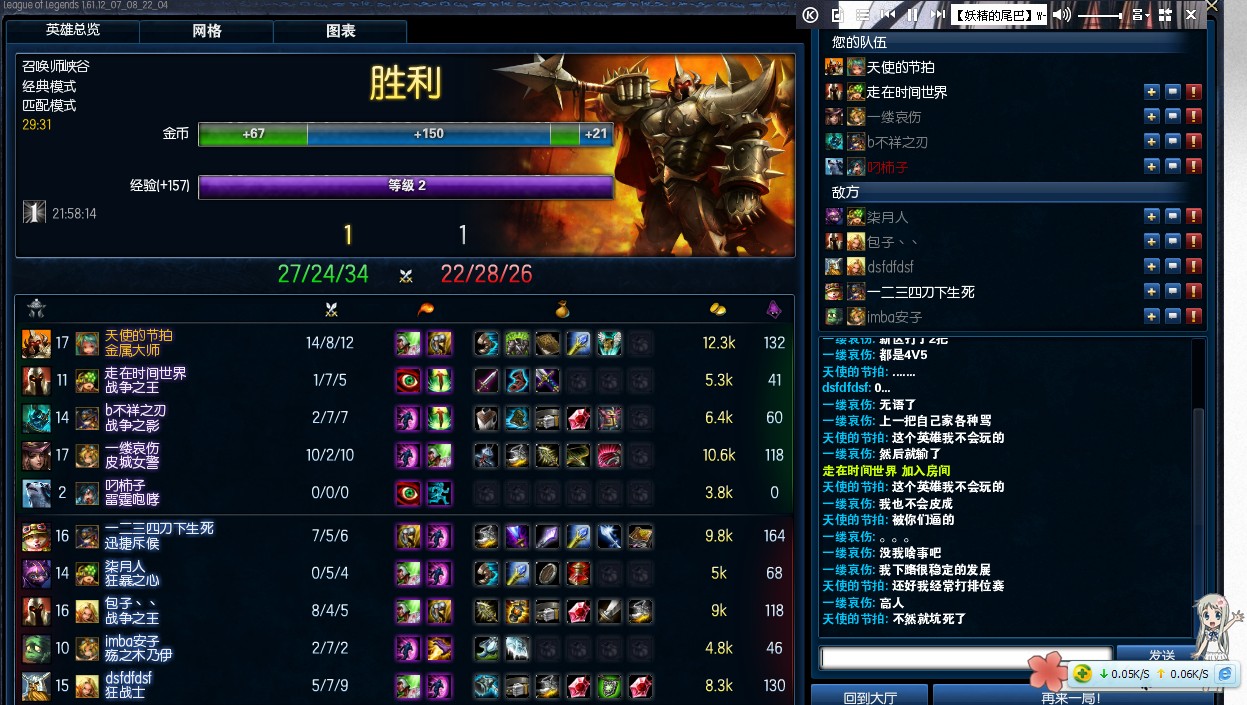 League of Legends 1.61.12_07_08_22_04
英雄总览
网格
图表
【妖精的尾巴】
召唤师峡谷
经典模式
匹配模式
29:31
胜利
金币
+67
+150
+21
经验(+157)
等级 2
1
21:58:14
1
1
27/24/34
22/28/26
17
天使的节拍
金属大师
14/8/12
12.3k
132
11
走在时间世界
战争之王
1/7/5
5.3k
41
14
b不祥之刃
战争之影
2/7/7
6.4k
60
17
一缕哀伤
皮城女警
10/2/10
10.6k
118
2
叼柿子
雷霆咆哮
0/0/0
3.8k
0
16
一二三四刀下生死
迅捷斥候
7/5/6
9.8k
164
14
柒月人
狂暴之心
0/5/4
5k
68
16
包子丶丶
战争之王
8/4/5
9k
118
10
imba安子
殇之木乃伊
2/7/2
4.8k
46
15
dsfdfdsf
狂战士
5/7/9
8.3k
130
您的队伍
天使的节拍
走在时间世界
一缕哀伤
b不祥之刃
叼柿子
敌方
柒月人
包子丶丶
dsfdfdsf
一二三四刀下生死
imba安子
一缕哀伤: 新区打了2把
一缕哀伤: 都是4V5
天使的节拍: ......
dsfdfdsf: 0...
一缕哀伤: 无语了
一缕哀伤: 上一把自己家各种骂
天使的节拍: 这个英雄我不会玩的
一缕哀伤: 然后就输了
走在时间世界 加入房间
天使的节拍: 这个英雄我不会玩的
一缕哀伤: 我也不会皮成
天使的节拍: 被你们逼的
一缕哀伤: 。。。
一缕哀伤: 没我啥事吧
一缕哀伤: 我下路很稳定的发展
天使的节拍: 还好我经常打排位赛
一缕哀伤: 高人
天使的节拍: 不然就坑死了
发送
↓ 0.05K/S ↑ 0.06K/S
回到大厅
再来一局!